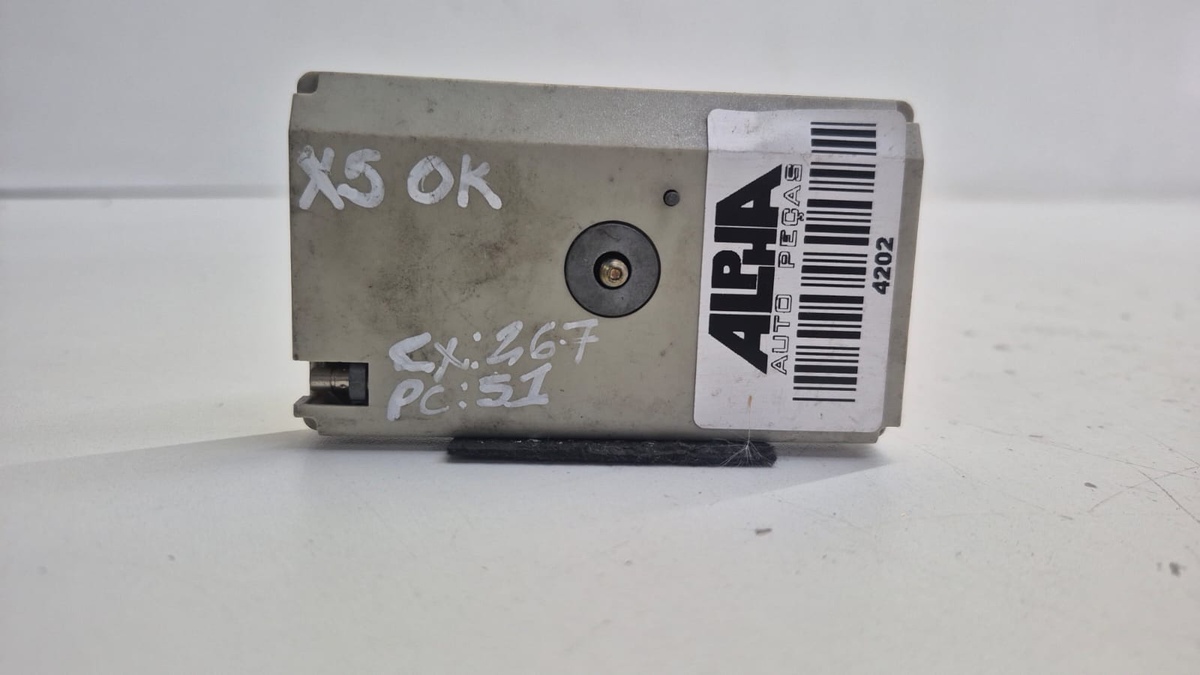 X5 OK
CX:267
PC:51
ALPHA
AUTO PEÇAS
4202